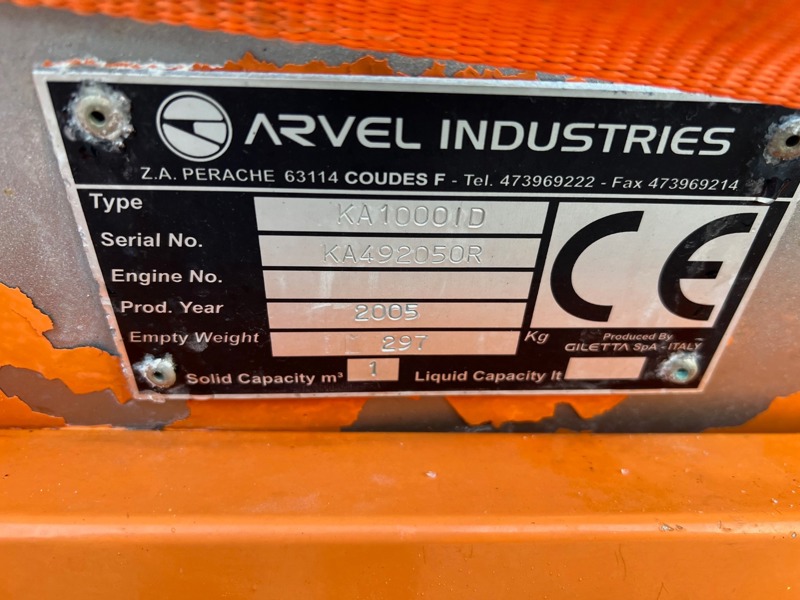 ARVEL INDUSTRIES
Z.A. PERACHE 63114 COUDES F - Tel. 473969222 - Fax 473969214
Type KA1000ID
Serial No. KA492050R
Engine No.
Prod. Year 2005
Empty Weight 297 Kg
Solid Capacity m³ 1 Liquid Capacity lt
CE
Produced By
GILETTA SpA - ITALY